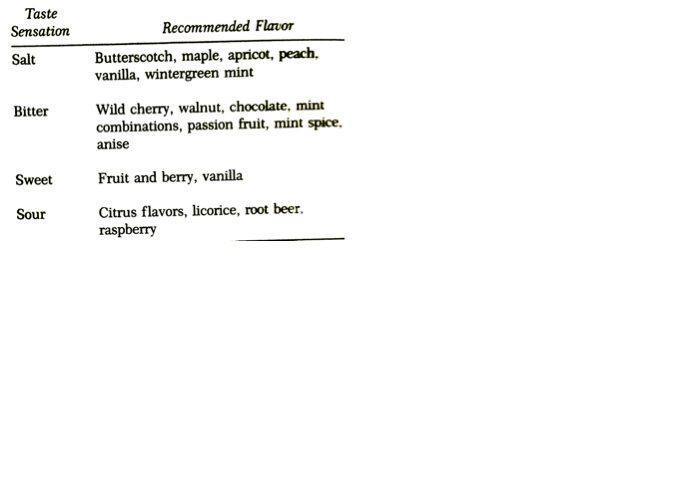 Taste
Sensation
Recommended Flavor
Salt
Butterscotch, maple, apricot, peach,
vanilla, wintergreen mint
Bitter
Wild cherry, walnut, chocolate, mint
combinations, passion fruit, mint spice,
anise
Sweet
Fruit and berry, vanilla
Sour
Citrus flavors, licorice, root beer,
raspberry